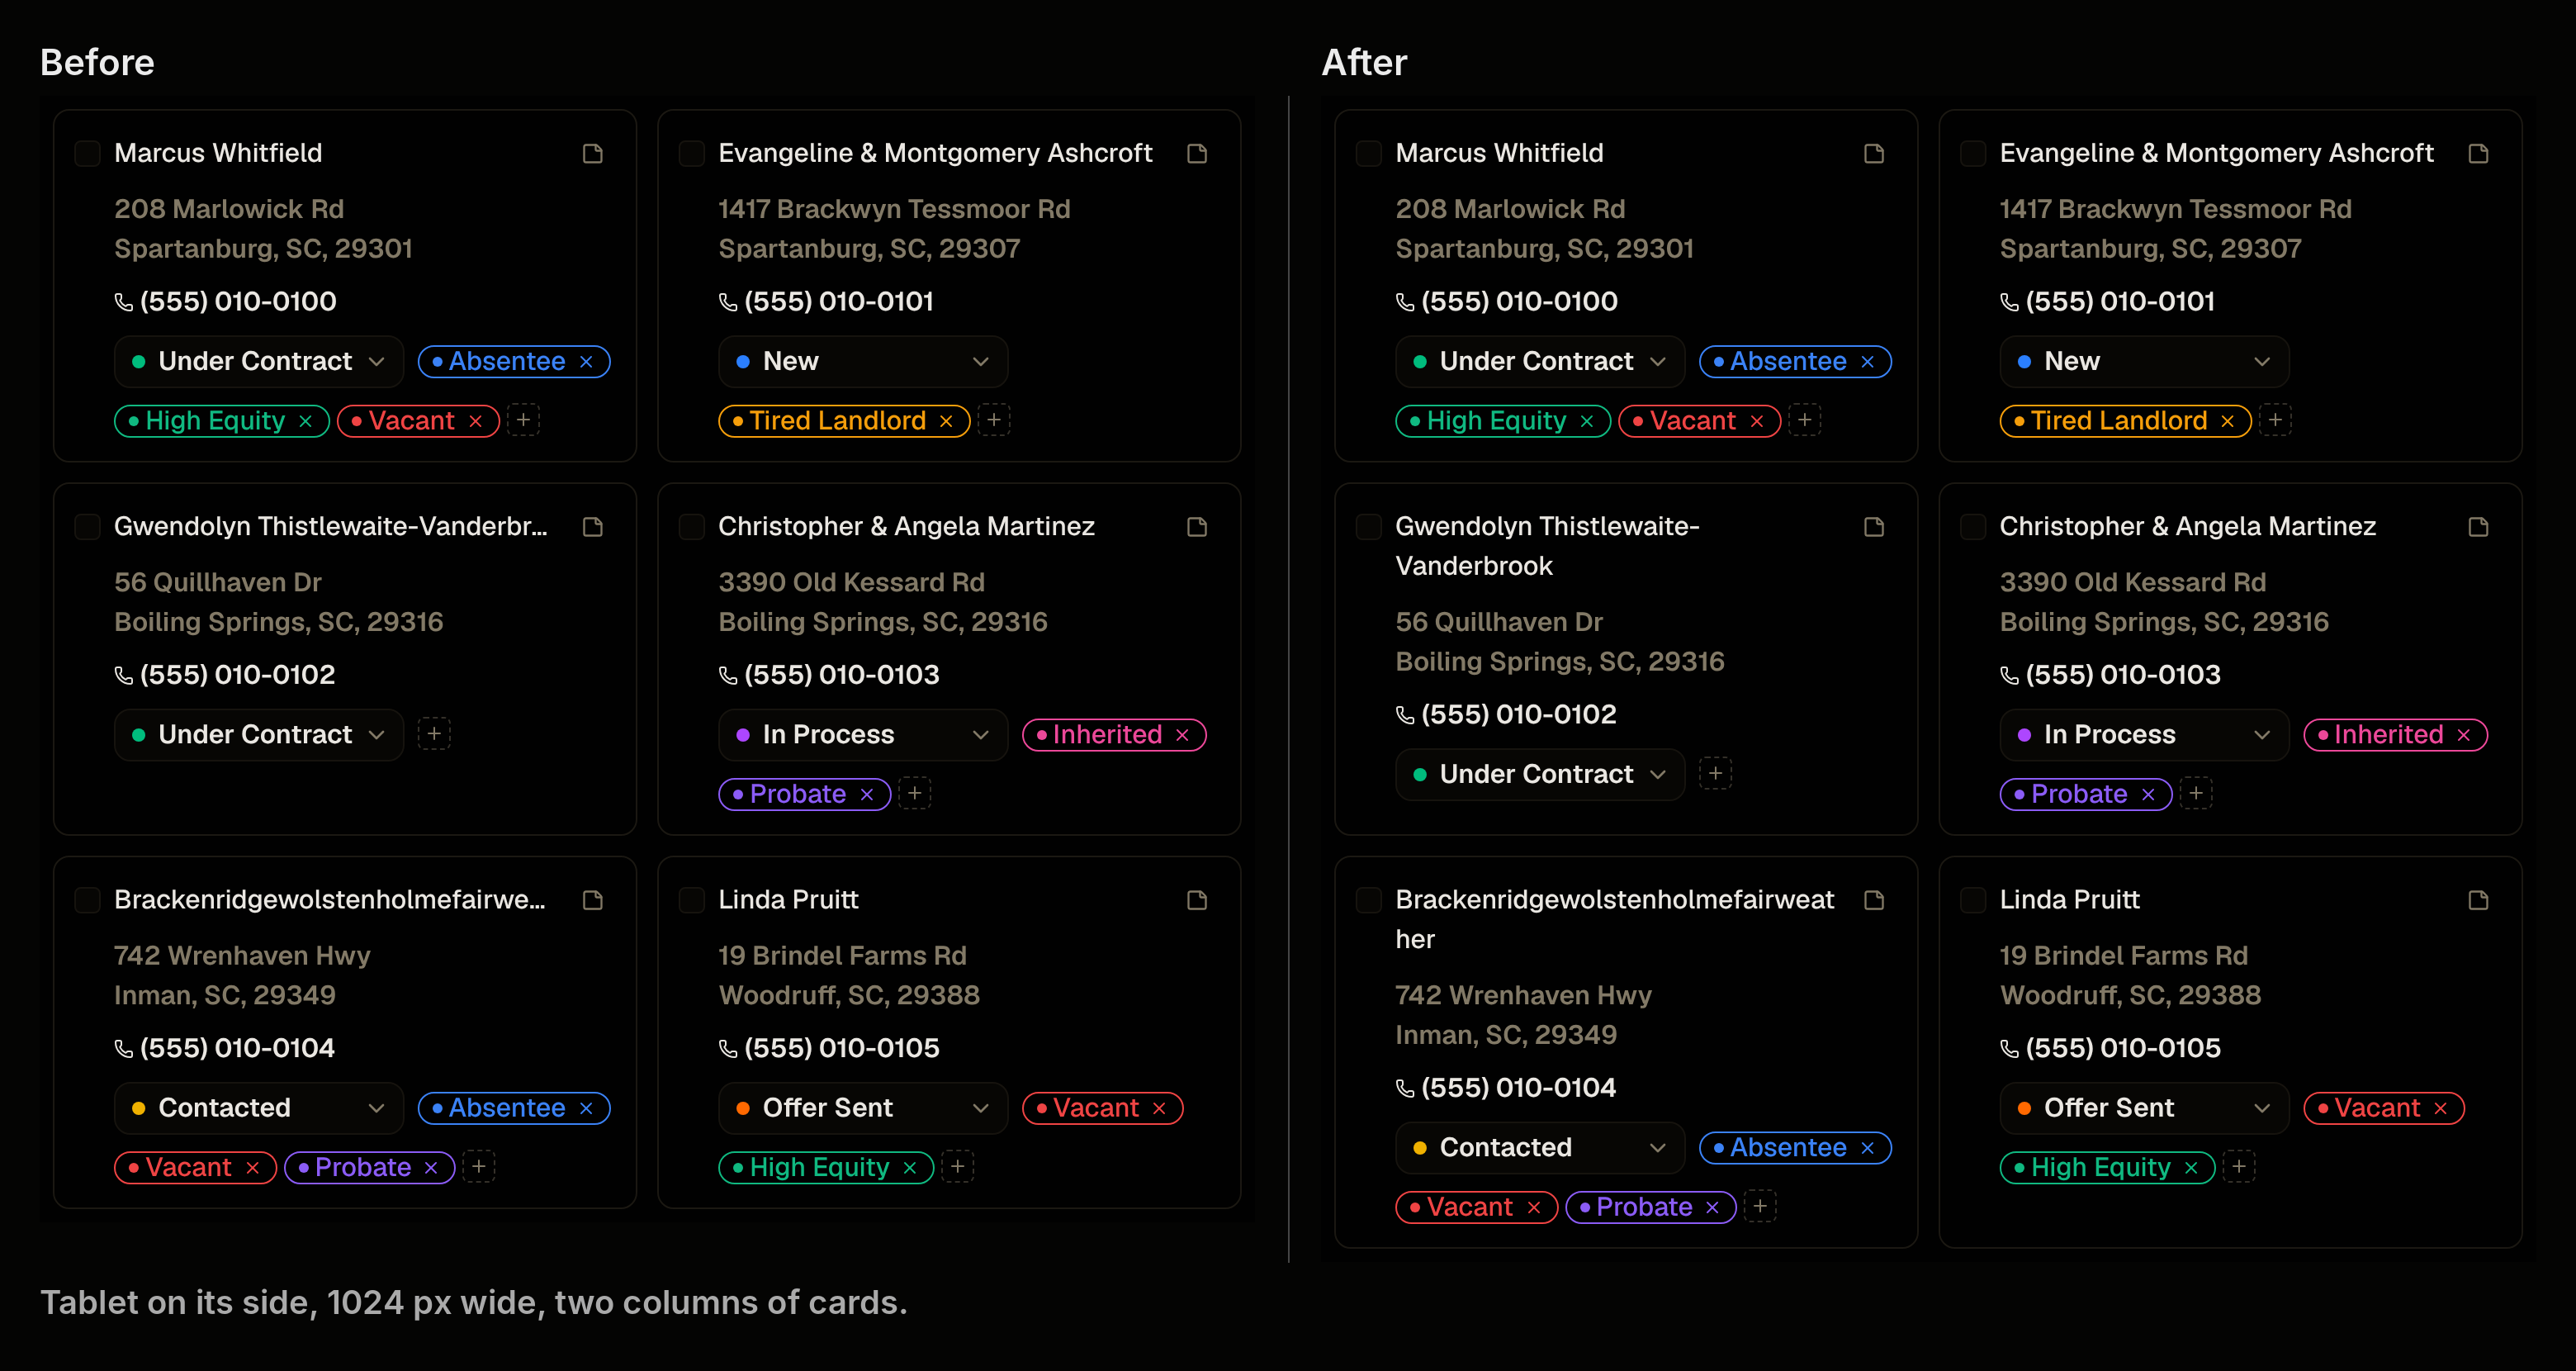 Before
Marcus Whitfield
208 Marlowick Rd
Spartanburg, SC, 29301
(555) 010-0100
Under Contract
Absentee ×
High Equity ×
Vacant ×
+
Evangeline & Montgomery Ashcroft
1417 Brackwyn Tessmoor Rd
Spartanburg, SC, 29307
(555) 010-0101
New
Tired Landlord ×
+
Gwendolyn Thistlewaite-Vanderbr...
56 Quillhaven Dr
Boiling Springs, SC, 29316
(555) 010-0102
Under Contract
+
Christopher & Angela Martinez
3390 Old Kessard Rd
Boiling Springs, SC, 29316
(555) 010-0103
In Process
Inherited ×
Probate ×
+
Brackenridgewolstenholmefairwe...
742 Wrenhaven Hwy
Inman, SC, 29349
(555) 010-0104
Contacted
Absentee ×
Vacant ×
Probate ×
+
Linda Pruitt
19 Brindel Farms Rd
Woodruff, SC, 29388
(555) 010-0105
Offer Sent
Vacant ×
High Equity ×
+
After
Marcus Whitfield
208 Marlowick Rd
Spartanburg, SC, 29301
(555) 010-0100
Under Contract
Absentee ×
High Equity ×
Vacant ×
+
Evangeline & Montgomery Ashcroft
1417 Brackwyn Tessmoor Rd
Spartanburg, SC, 29307
(555) 010-0101
New
Tired Landlord ×
+
Gwendolyn Thistlewaite-
Vanderbrook
56 Quillhaven Dr
Boiling Springs, SC, 29316
(555) 010-0102
Under Contract
+
Christopher & Angela Martinez
3390 Old Kessard Rd
Boiling Springs, SC, 29316
(555) 010-0103
In Process
Inherited ×
Probate ×
+
Brackenridgewolstenholmefairweat
her
742 Wrenhaven Hwy
Inman, SC, 29349
(555) 010-0104
Contacted
Absentee ×
Vacant ×
Probate ×
+
Linda Pruitt
19 Brindel Farms Rd
Woodruff, SC, 29388
(555) 010-0105
Offer Sent
Vacant ×
High Equity ×
+
Tablet on its side, 1024 px wide, two columns of cards.